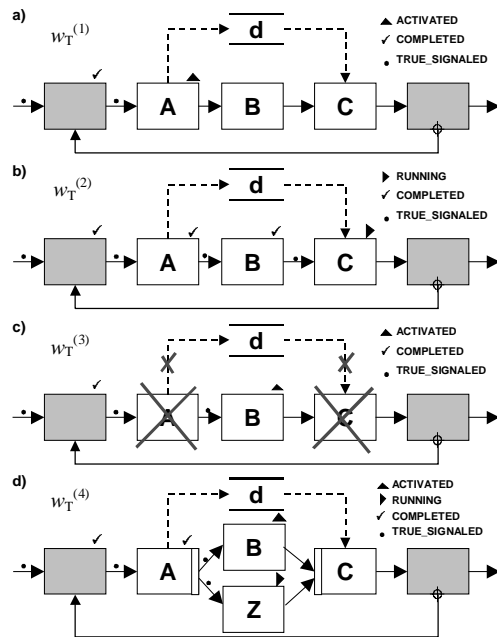 a)
w_T^(1)
d
▲ ACTIVATED
✓ COMPLETED
• TRUE_SIGNALED
A
B
C
b)
w_T^(2)
d
RUNNING
✓ COMPLETED
• TRUE_SIGNALED
A
B
C
c)
w_T^(3)
d
▲ ACTIVATED
✓ COMPLETED
• TRUE_SIGNALED
A
B
C
d)
w_T^(4)
d
▲ ACTIVATED
RUNNING
✓ COMPLETED
• TRUE_SIGNALED
B
A
C
Z